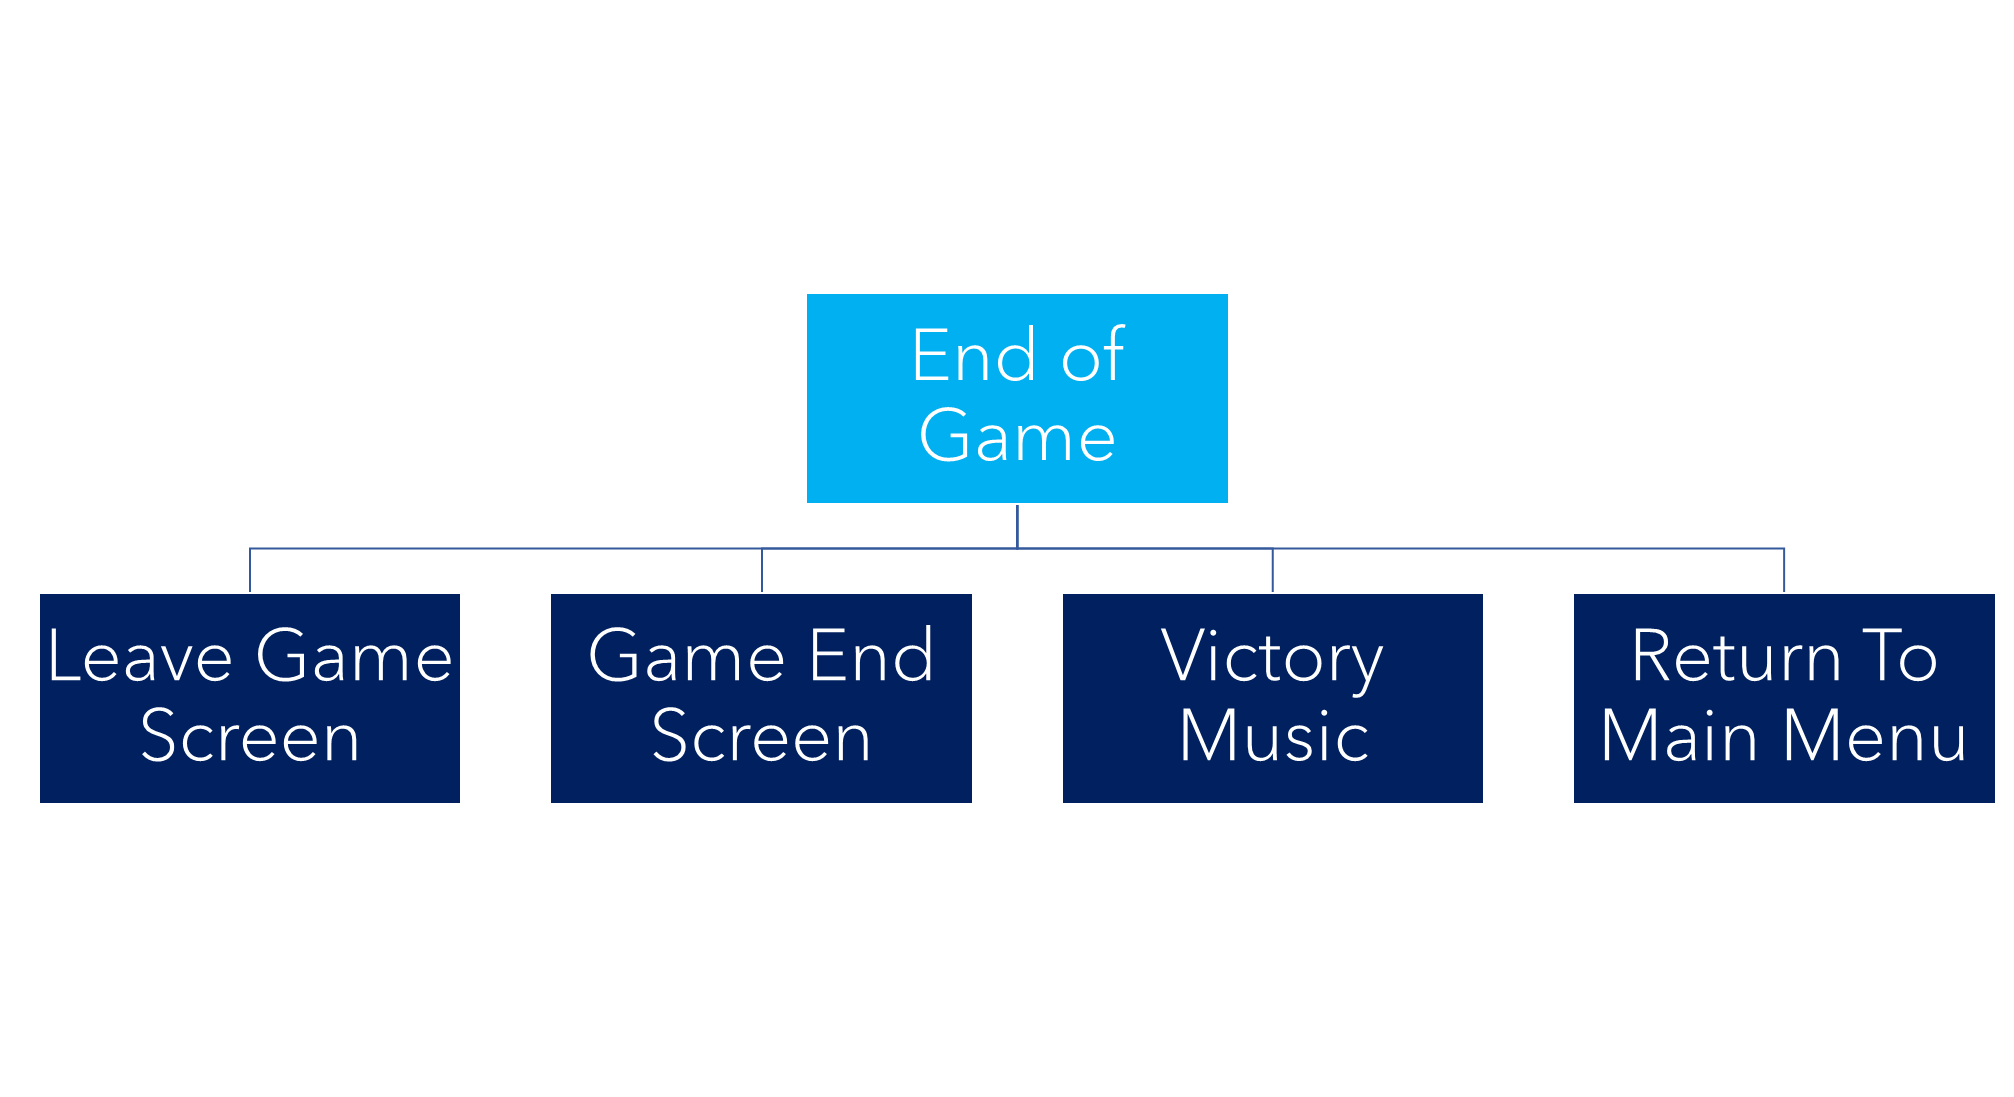 End of
Game
Leave Game
Screen
Game End
Screen
Victory
Music
Return To
Main Menu